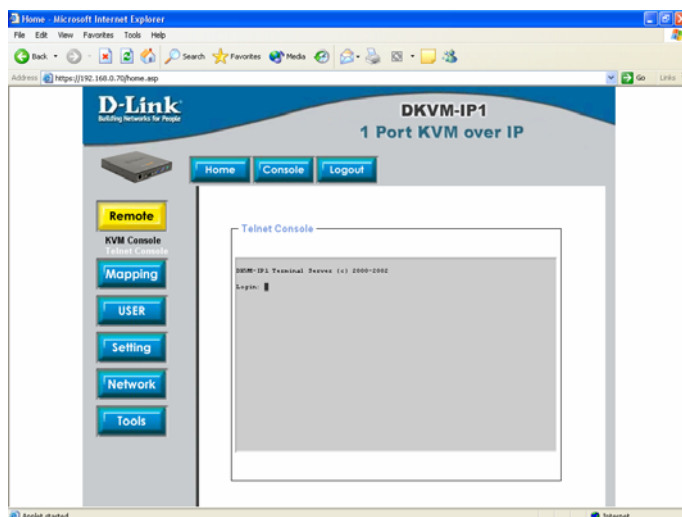 Home - Microsoft Internet Explorer
File Edit View Favorites Tools Help
Back Search Favorites Media
Address https://192.168.0.70/home.asp Go Links
D-Link
Building Networks for People
DKVM-IP1
1 Port KVM over IP
Home Console Logout
Remote
KVM Console
Telnet Console
Mapping
USER
Setting
Network
Tools
Telnet Console
DKVM-IP1 Terminal Server (c) 2000-2002
Login:
Applet started Internet